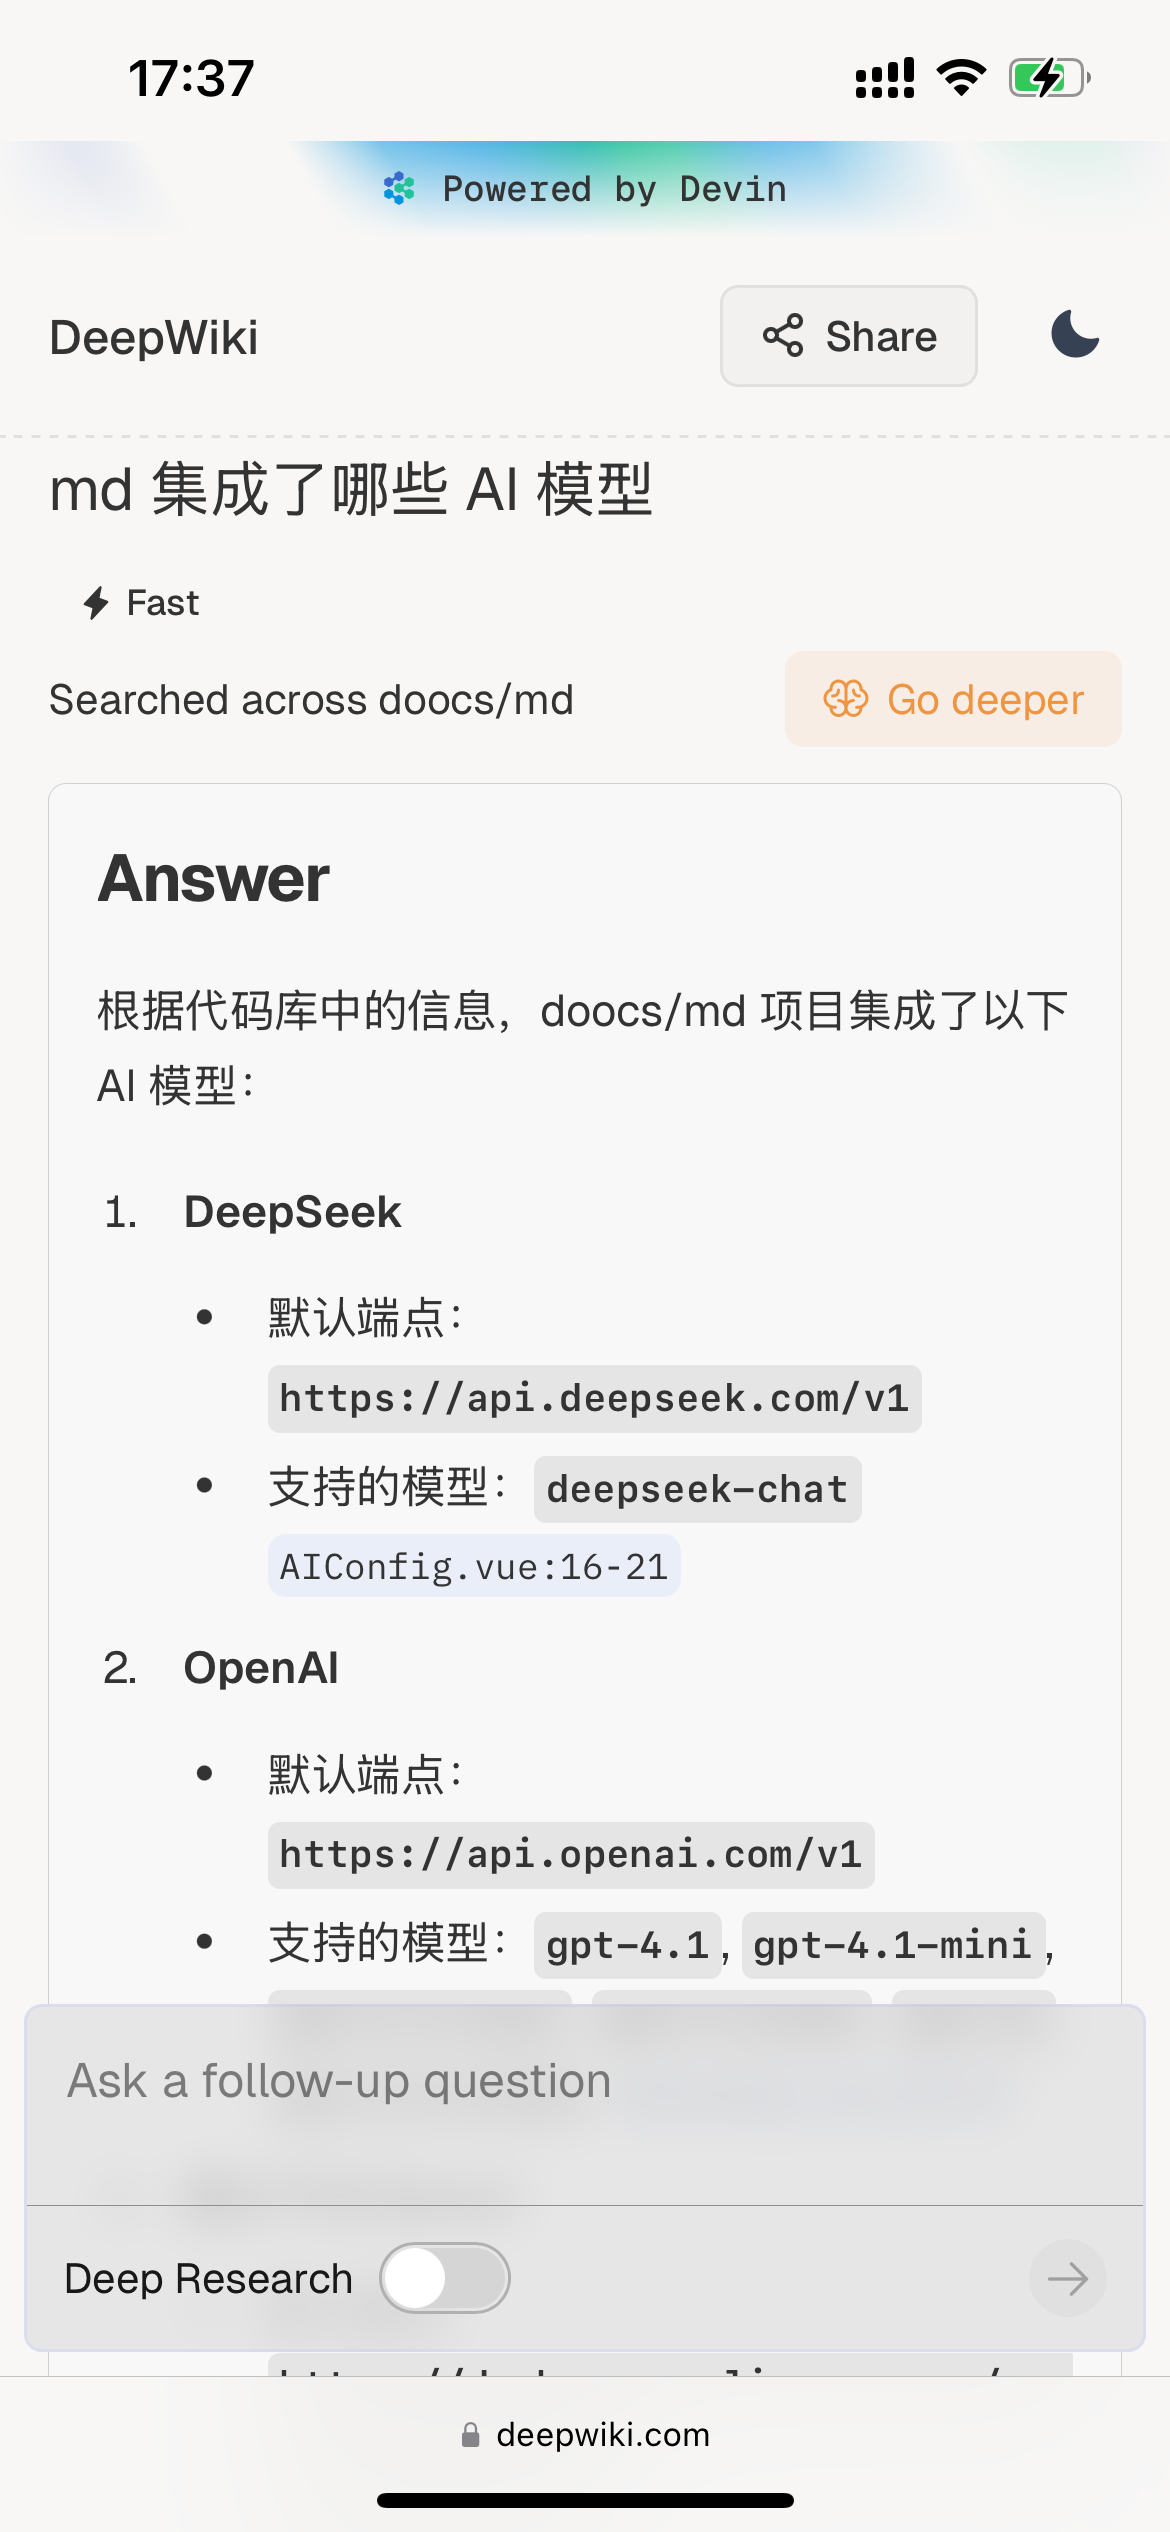 17:37
Powered by Devin
DeepWiki
Share
md 集成了哪些 AI 模型
Fast
Searched across doocs/md
Go deeper
Answer
根据代码库中的信息，doocs/md 项目集成了以下
AI 模型：
1. DeepSeek
• 默认端点：
https://api.deepseek.com/v1
• 支持的模型： deepseek-chat
AIConfig.vue:16-21
2. OpenAI
• 默认端点：
https://api.openai.com/v1
• 支持的模型： gpt-4.1, gpt-4.1-mini,
Ask a follow-up question
Deep Research
deepwiki.com